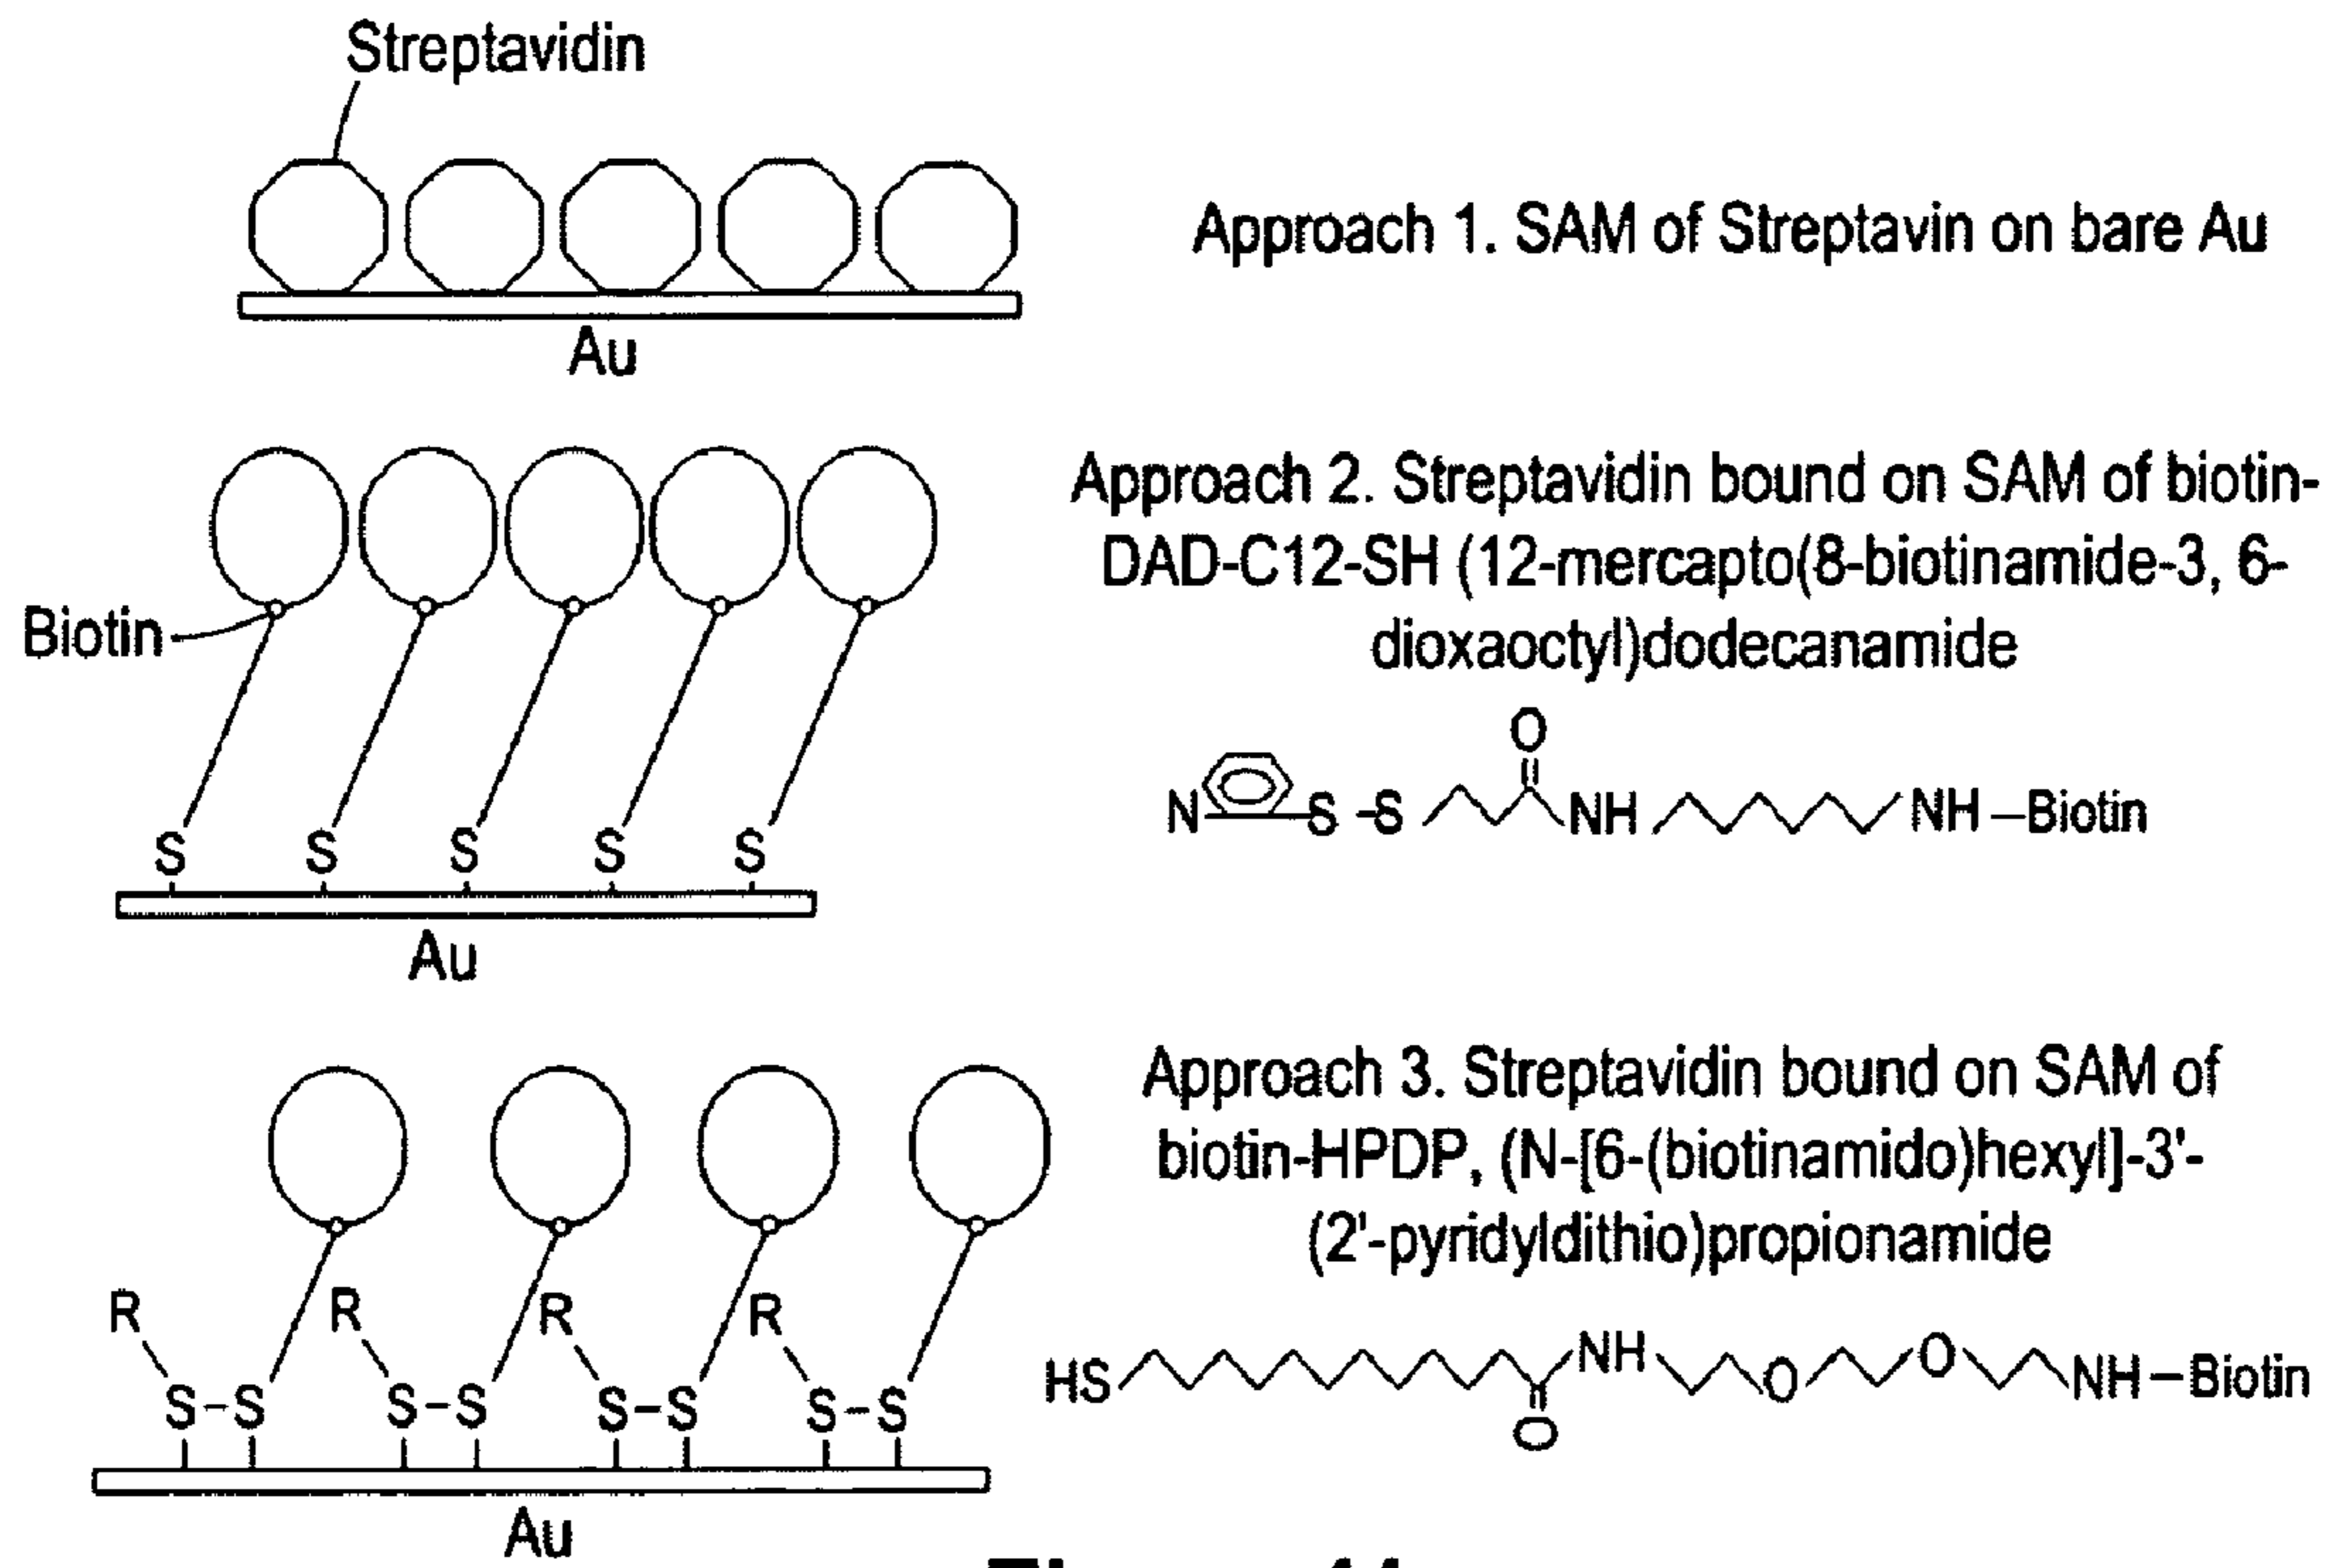 Streptavidin
Approach 1. SAM of Streptavin on bare Au
Au
Approach 2. Streptavidin bound on SAM of biotin-
DAD-C12-SH (12-mercapto(8-biotinamide-3, 6-
dioxaoctyl)dodecanamide
Biotin
O
N S -S NH NH –Biotin
S S S S S
Au
Approach 3. Streptavidin bound on SAM of
biotin-HPDP, (N-[6-(biotinamido)hexyl]-3'-
(2'-pyridyldithio)propionamide
R R R R
HS NH O O NH – Biotin
O
S–S S–S S–S S–S
Au